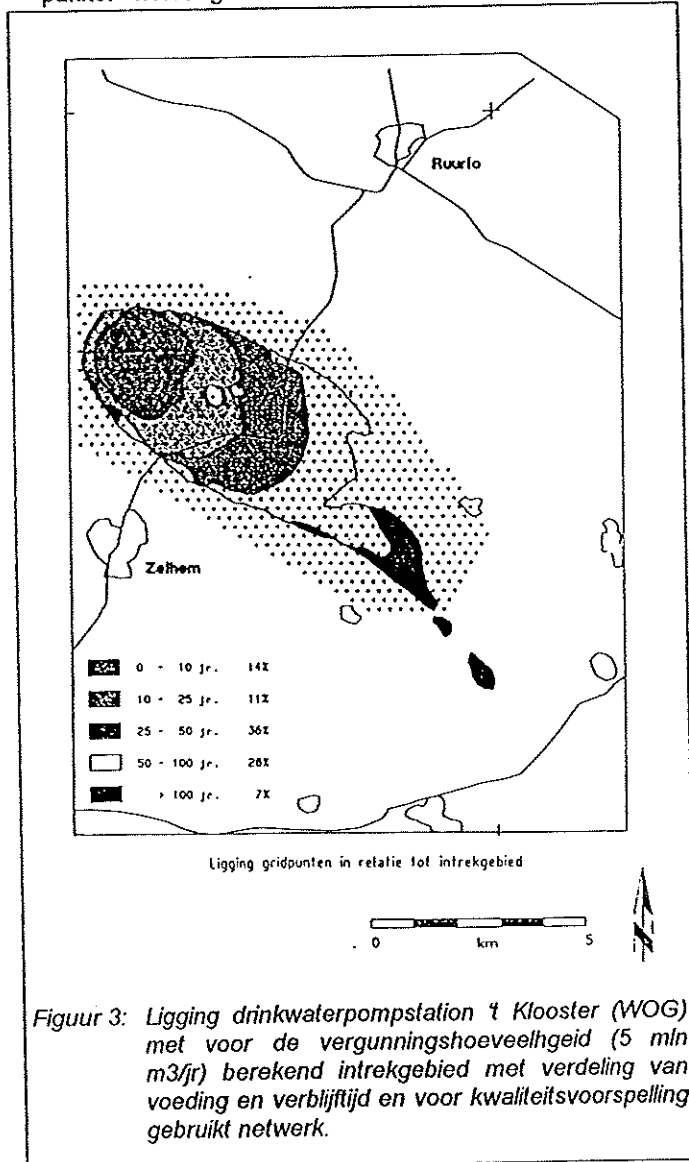 Ruurlo
Zelhem
0 - 10 jr. 14%
10 - 25 jr. 11%
25 - 50 jr. 36%
50 - 100 jr. 28%
> 100 jr. 7%
Ligging gridpunten in relatie tot intrekgebied
0 km 5
Figuur 3: Ligging drinkwaterpompstation 't Klooster (WOG)
met voor de vergunningshoeveelhgeid (5 mln
m3/jr) berekend intrekgebied met verdeling van
voeding en verblijftijd en voor kwaliteitsvoorspelling
gebruikt netwerk.